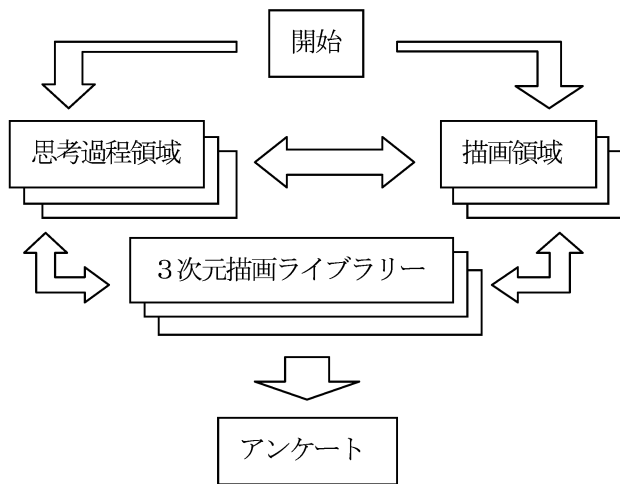 開始
思考過程領域
描画領域
３次元描画ライブラリー
アンケート